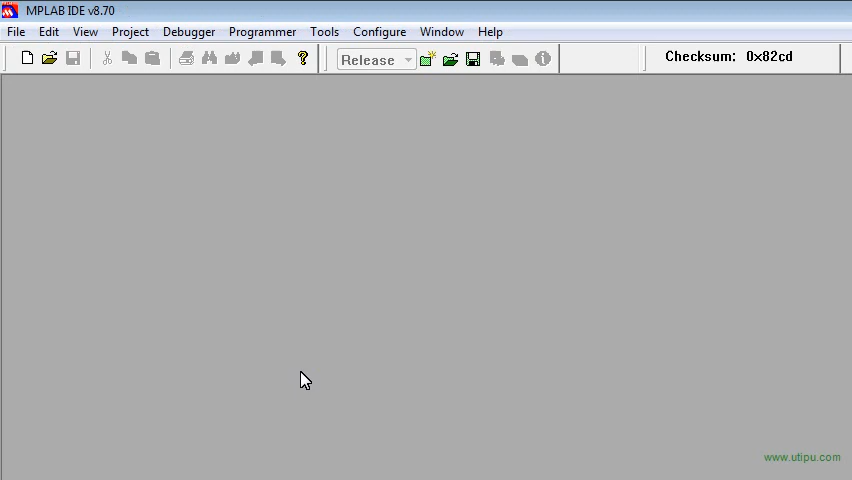 MPLAB IDE v8.70
File Edit View Project Debugger Programmer Tools Configure Window Help
Release Checksum: 0x82cd
www.utipu.com